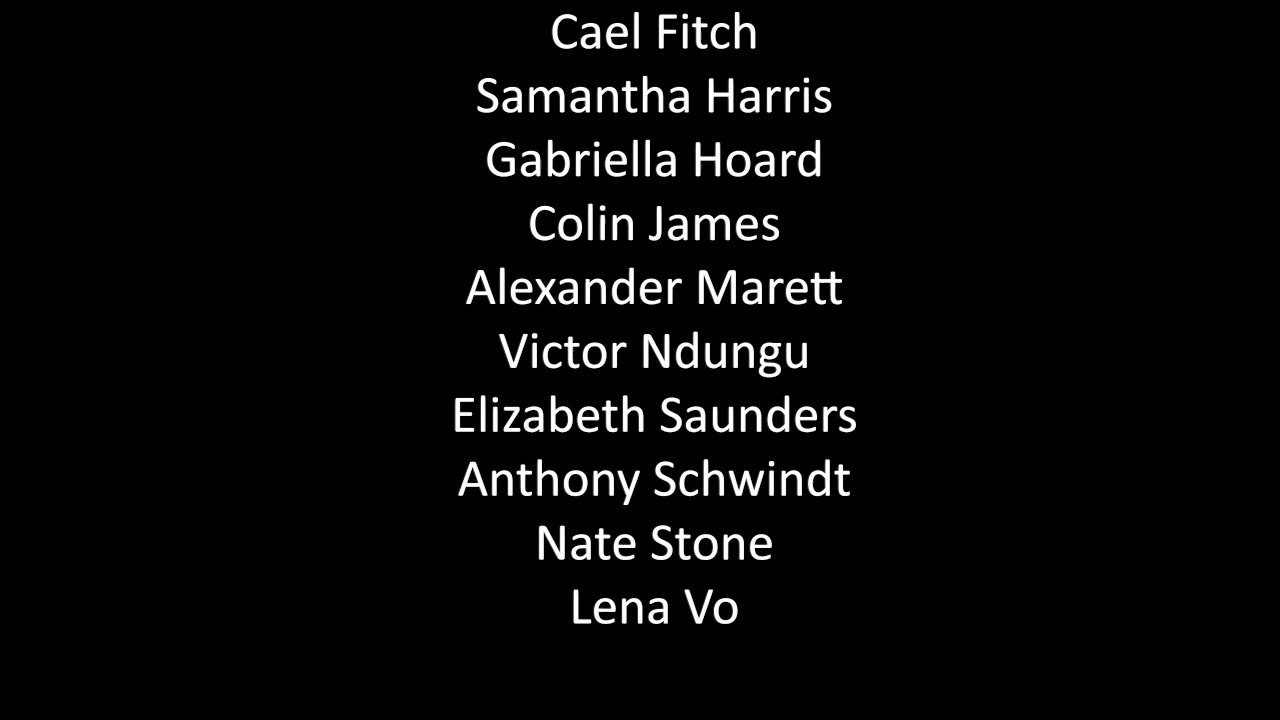 Cael Fitch
Samantha Harris
Gabriella Hoard
Colin James
Alexander Marett
Victor Ndungu
Elizabeth Saunders
Anthony Schwindt
Nate Stone
Lena Vo